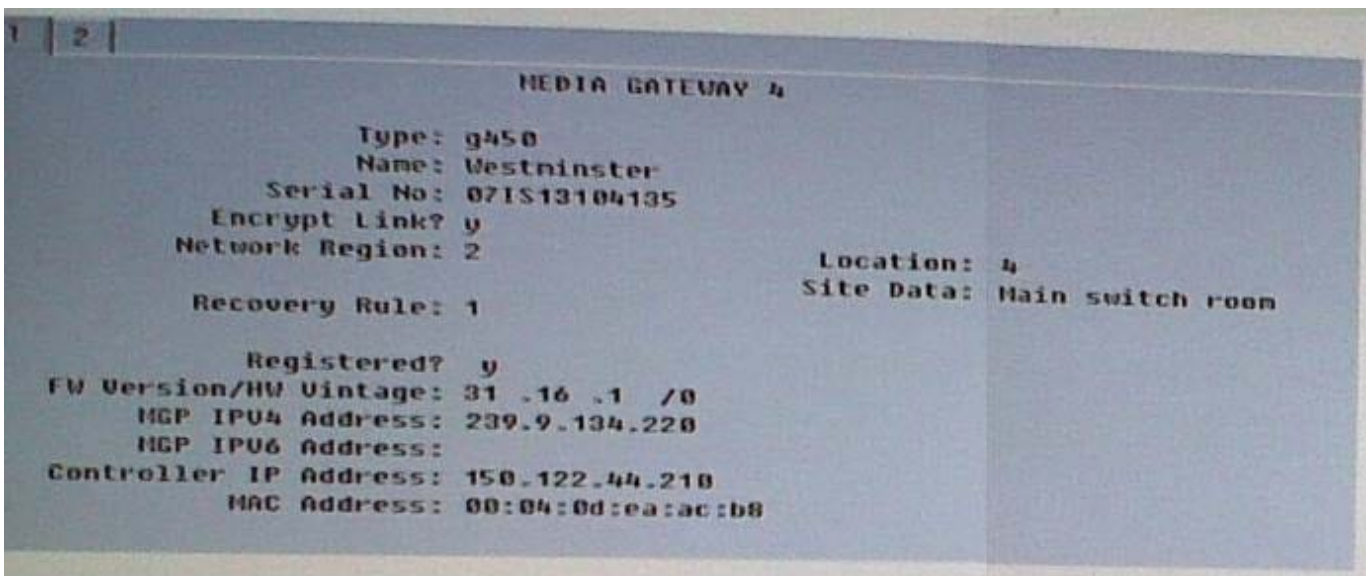 1 | 2 |
MEDIA GATEWAY 4
Type: g450
Name: Westminster
Serial No: 07IS13104135
Encrypt Link? y
Network Region: 2 Location: 4
Site Data: Main switch room
Recovery Rule: 1
Registered? y
FW Version/HW Vintage: 31 .16 .1 /0
MGP IPV4 Address: 239.9.134.220
MGP IPV6 Address:
Controller IP Address: 150.122.44.210
MAC Address: 00:04:0d:ea:ac:b8